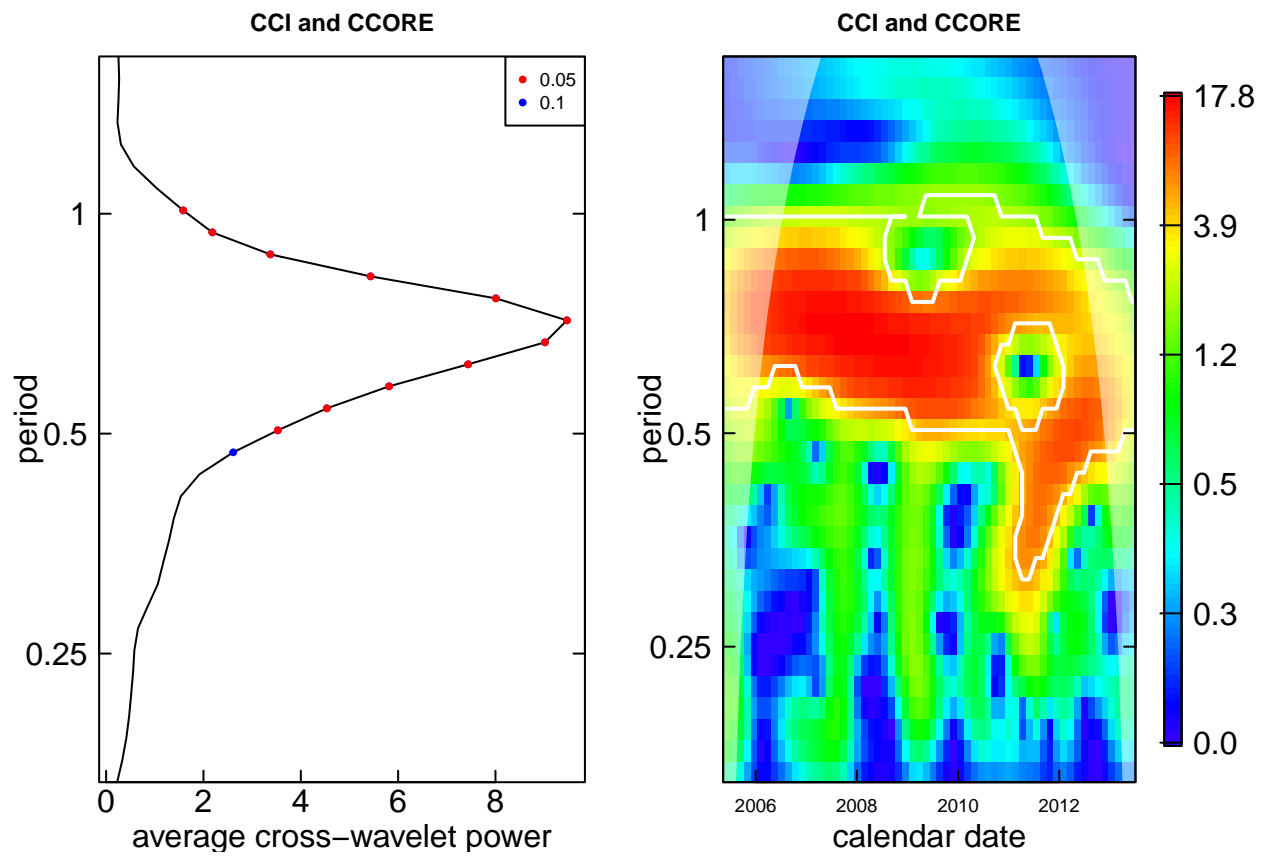 CCI and CCORE
0.05
0.1
1
0.5
0.25
period
0 2 4 6 8
average cross−wavelet power
CCI and CCORE
1
0.5
0.25
period
2006 2008 2010 2012
calendar date
17.8
3.9
1.2
0.5
0.3
0.0